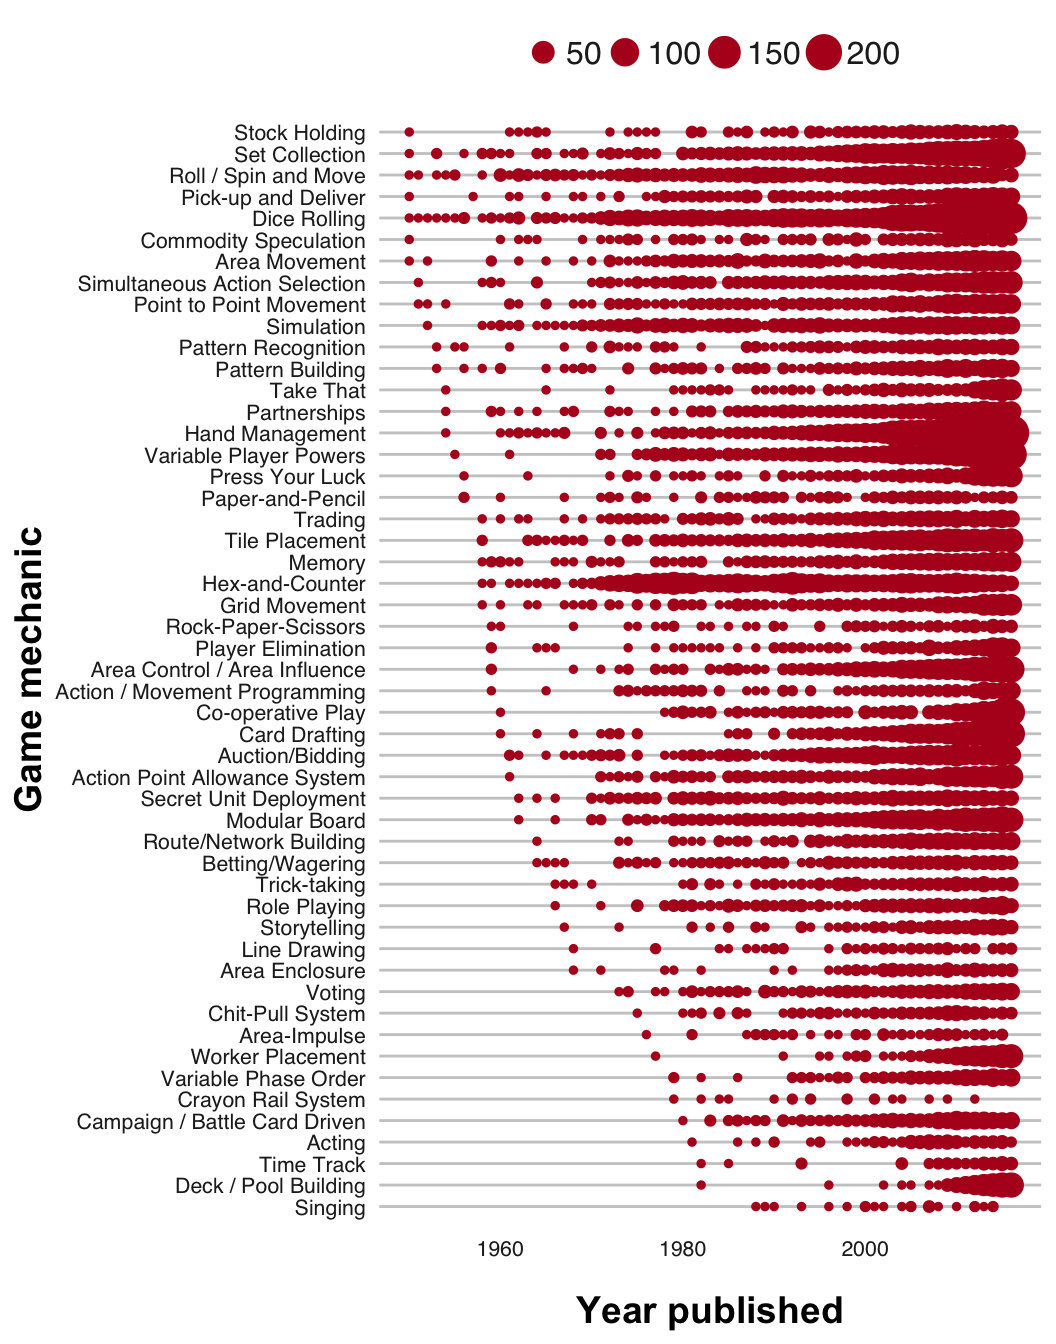 50 100 150 200
Stock Holding
Set Collection
Roll / Spin and Move
Pick-up and Deliver
Dice Rolling
Commodity Speculation
Area Movement
Simultaneous Action Selection
Point to Point Movement
Simulation
Pattern Recognition
Pattern Building
Take That
Partnerships
Hand Management
Variable Player Powers
Press Your Luck
Paper-and-Pencil
Trading
Tile Placement
Memory
Hex-and-Counter
Grid Movement
Rock-Paper-Scissors
Player Elimination
Area Control / Area Influence
Action / Movement Programming
Co-operative Play
Card Drafting
Auction/Bidding
Action Point Allowance System
Secret Unit Deployment
Modular Board
Route/Network Building
Betting/Wagering
Trick-taking
Role Playing
Storytelling
Line Drawing
Area Enclosure
Voting
Chit-Pull System
Area-Impulse
Worker Placement
Variable Phase Order
Crayon Rail System
Campaign / Battle Card Driven
Acting
Time Track
Deck / Pool Building
Singing
Game mechanic
1960 1980 2000
Year published